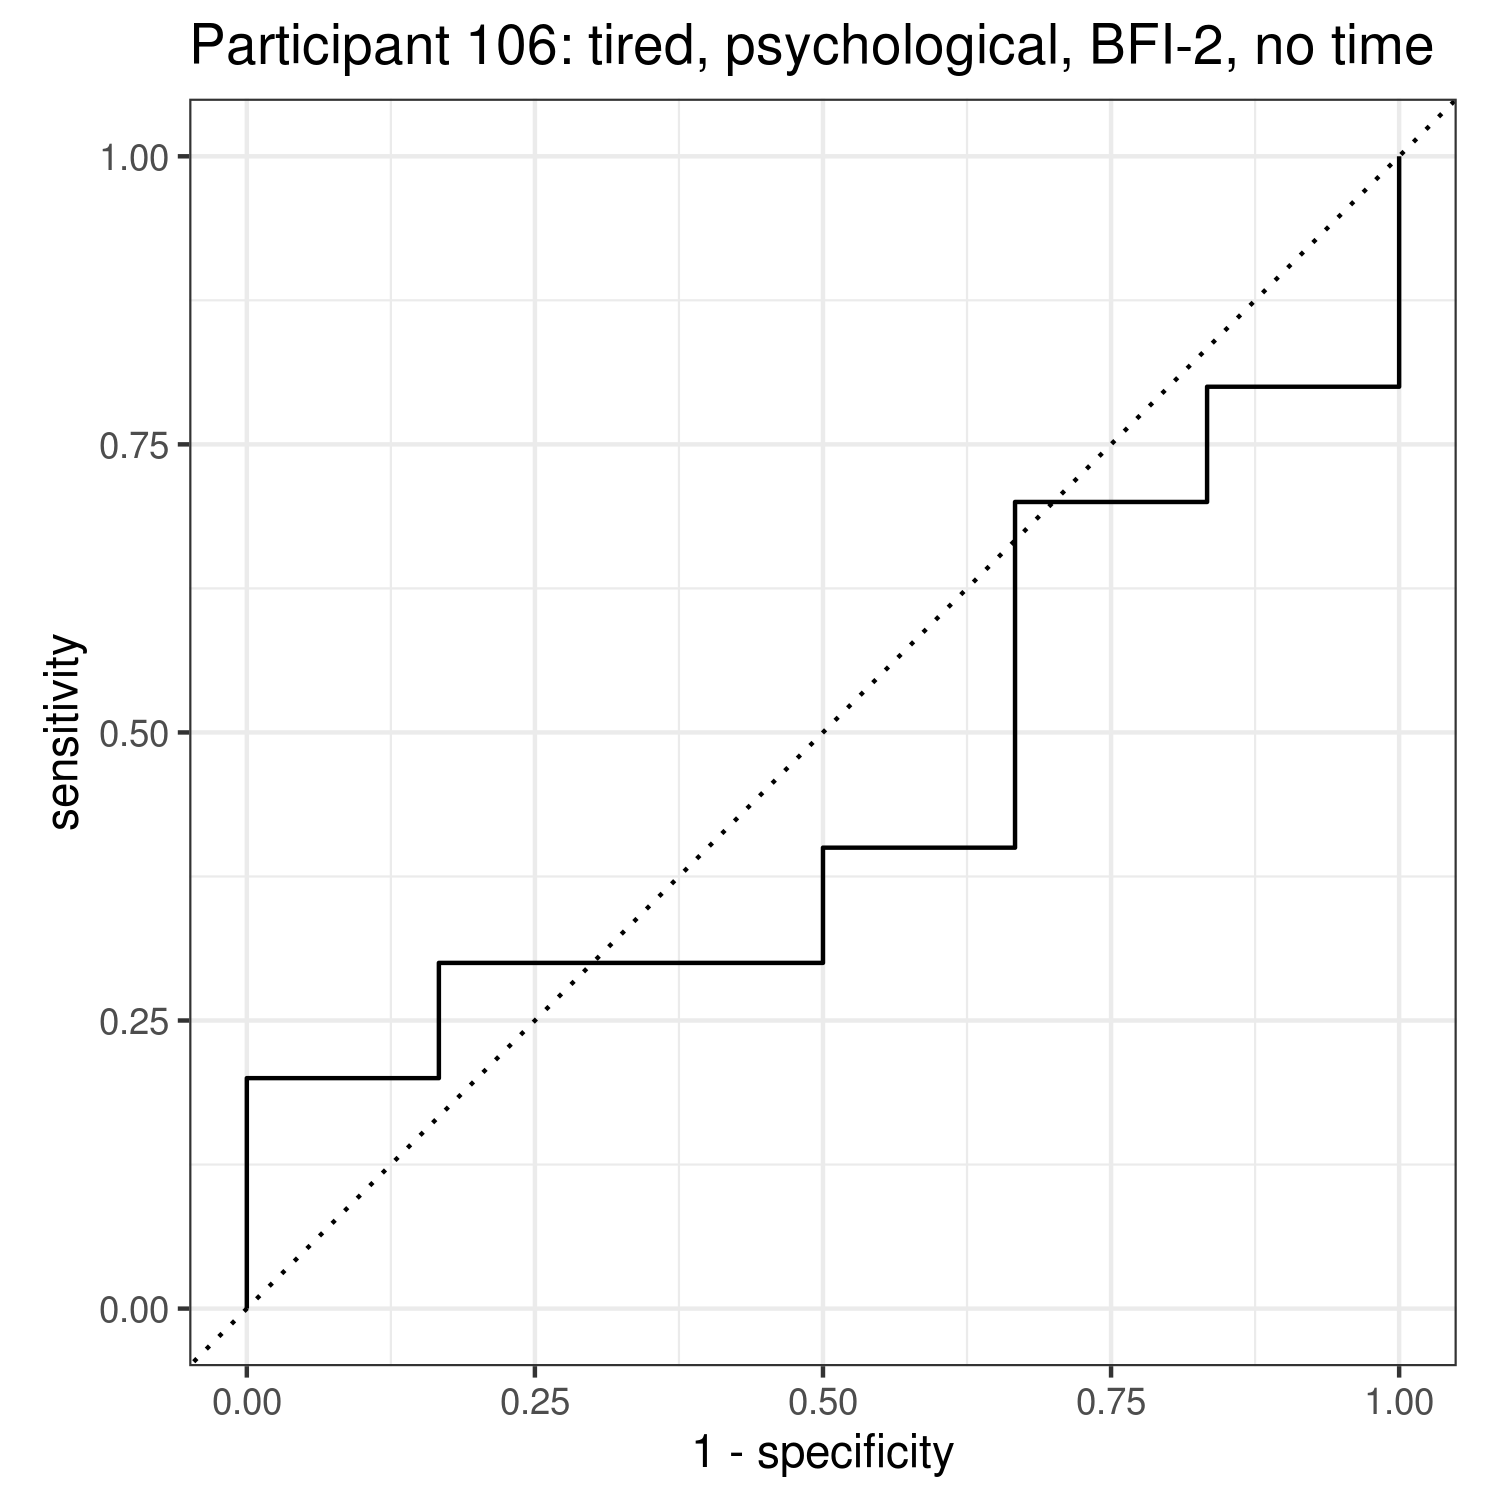 Participant 106: tired, psychological, BFI-2, no time
1.00
0.75
0.50
0.25
0.00
sensitivity
0.00 0.25 0.50 0.75 1.00
1 - specificity